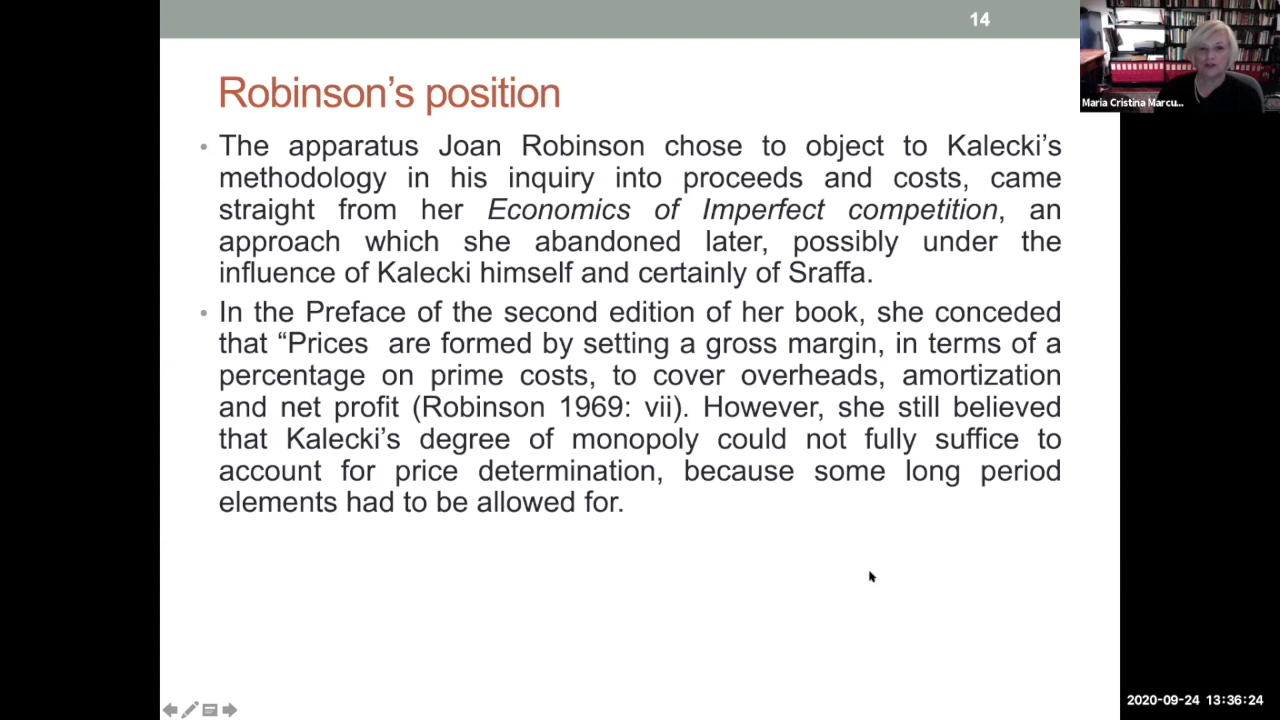 14
Maria Cristina Marcu...
Robinson's position
• The apparatus Joan Robinson chose to object to Kalecki's
methodology in his inquiry into proceeds and costs, came
straight from her Economics of Imperfect competition, an
approach which she abandoned later, possibly under the
influence of Kalecki himself and certainly of Sraffa.
• In the Preface of the second edition of her book, she conceded
that “Prices are formed by setting a gross margin, in terms of a
percentage on prime costs, to cover overheads, amortization
and net profit (Robinson 1969: vii). However, she still believed
that Kalecki's degree of monopoly could not fully suffice to
account for price determination, because some long period
elements had to be allowed for.
2020-09-24 13:36:24